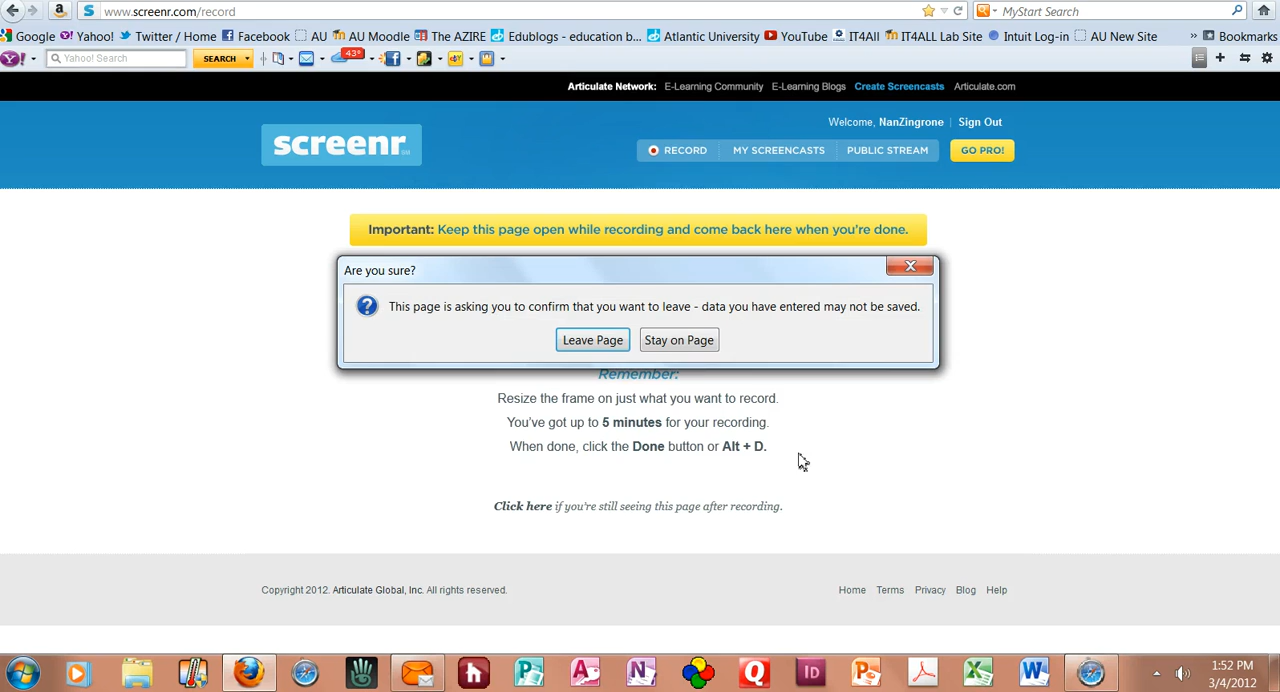 www.screenr.com/record
MyStart Search
Google Yahoo! Twitter / Home Facebook AU AU Moodle The AZIRE Edublogs - education b... Atlantic University YouTube IT4All IT4ALL Lab Site Intuit Log-in AU New Site » Bookmarks
Yahoo! Search SEARCH 43°
Articulate Network: E-Learning Community E-Learning Blogs Create Screencasts Articulate.com
Welcome, NanZingrone | Sign Out
screenr
RECORD MY SCREENCASTS PUBLIC STREAM GO PRO!
Important: Keep this page open while recording and come back here when you're done.
Are you sure?
This page is asking you to confirm that you want to leave - data you have entered may not be saved.
Leave Page Stay on Page
Remember:
Resize the frame on just what you want to record.
You've got up to 5 minutes for your recording.
When done, click the Done button or Alt + D.
Click here if you're still seeing this page after recording.
Copyright 2012. Articulate Global, Inc. All rights reserved.
Home Terms Privacy Blog Help
1:52 PM
3/4/2012